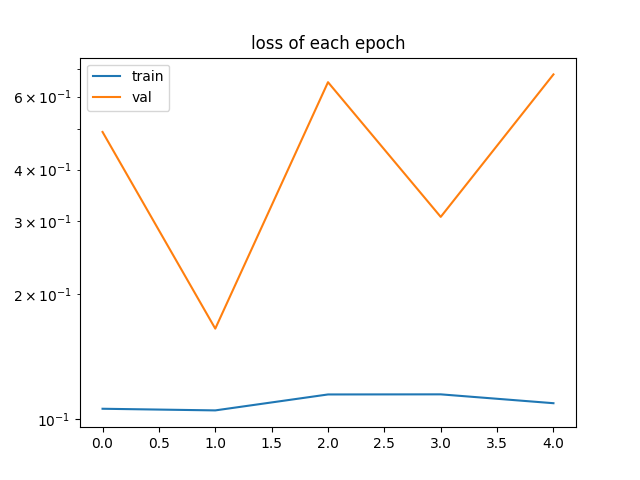 loss of each epoch
train
val
6 × 10⁻¹
4 × 10⁻¹
3 × 10⁻¹
2 × 10⁻¹
10⁻¹
0.0 0.5 1.0 1.5 2.0 2.5 3.0 3.5 4.0